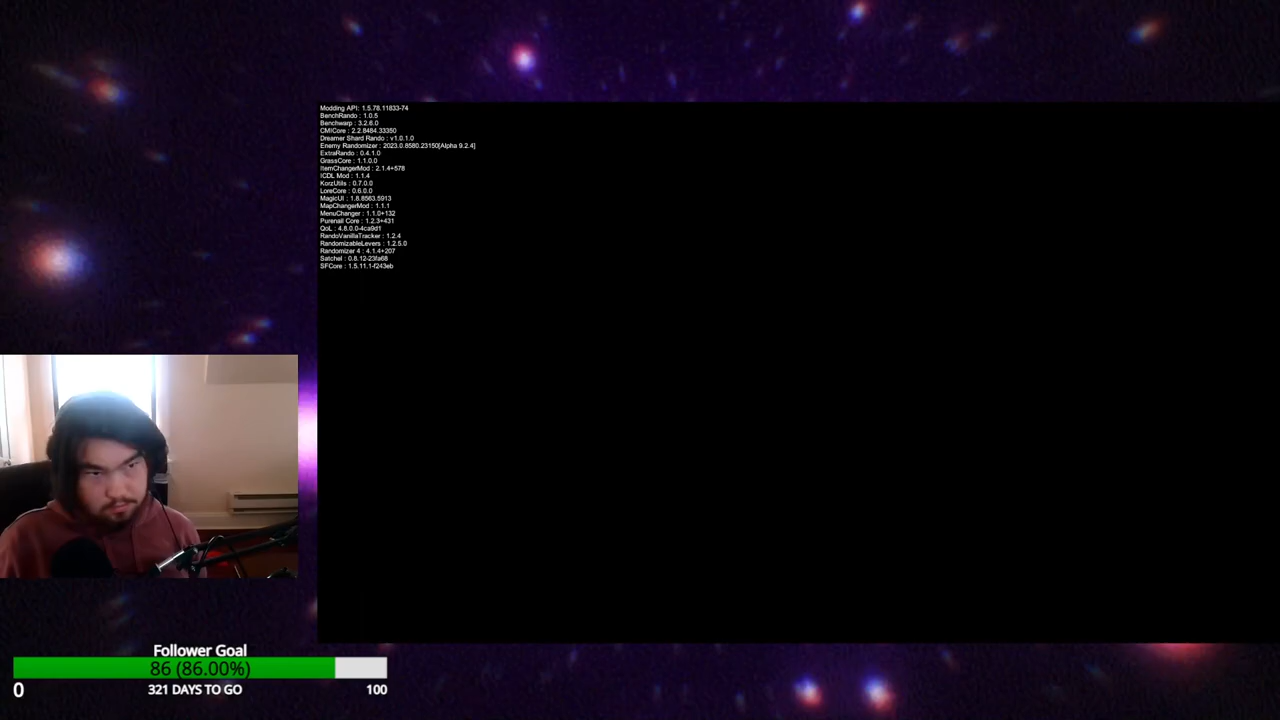 Modding API: 1.5.78.11833-74
BenchRando : 1.0.5
Benchwarp : 3.2.6.0
CMICore : 2.2.8484.33350
Dreamer Shard Rando : v1.0.1.0
Enemy Randomizer : 2023.0.8580.23150[Alpha 9.2.4]
ExtraRando : 0.4.1.0
GrassCore : 1.1.0.0
ItemChangerMod : 2.1.4+578
ICDL Mod : 1.1.4
KorzUtils : 0.7.0.0
LoreCore : 0.6.0.0
MagicUI : 1.8.8563.5913
MapChangerMod : 1.1.1
MenuChanger : 1.1.0+132
Purenail Core : 1.2.3+431
QoL : 4.6.0.0-4ca9d1
RandoVanillaTracker : 1.2.4
RandomizableLevers : 1.2.5.0
Randomizer 4 : 4.1.4+207
Satchel : 0.8.12-23fa68
SFCore : 1.5.11.1-f243eb
Follower Goal
86 (86.00%)
0
321 DAYS TO GO
100